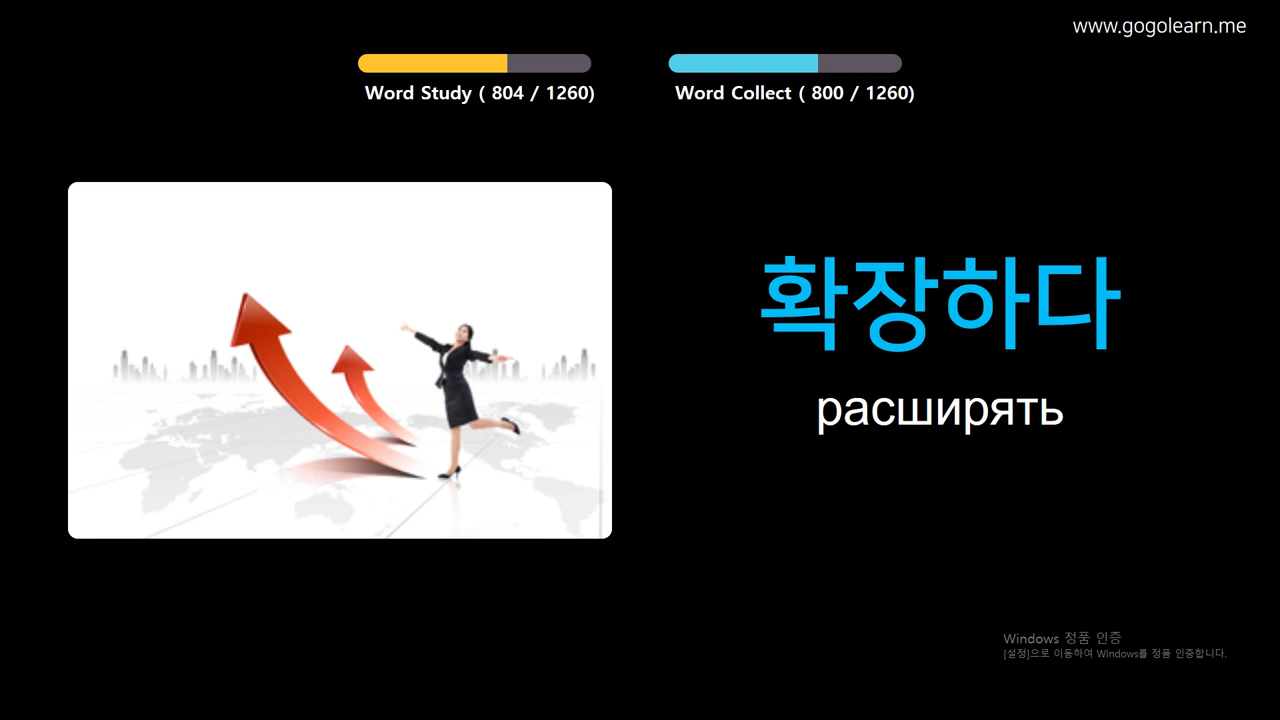 www.gogolearn.me
Word Study ( 804 / 1260)
Word Collect ( 800 / 1260)
확장하다
расширять
Windows 정품 인증
[설정]으로 이동하여 Windows를 정품 인증합니다.